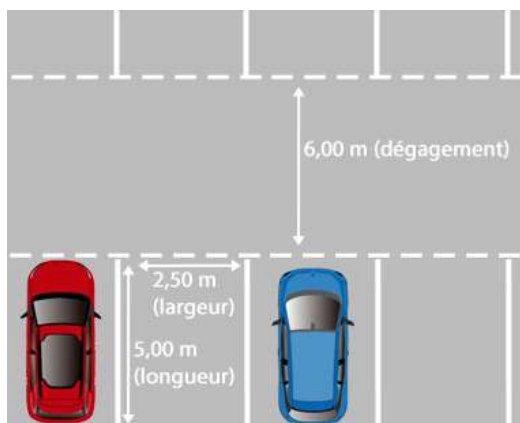 6,00 m (dégagement)
2,50 m
(largeur)
5,00 m
(longueur)